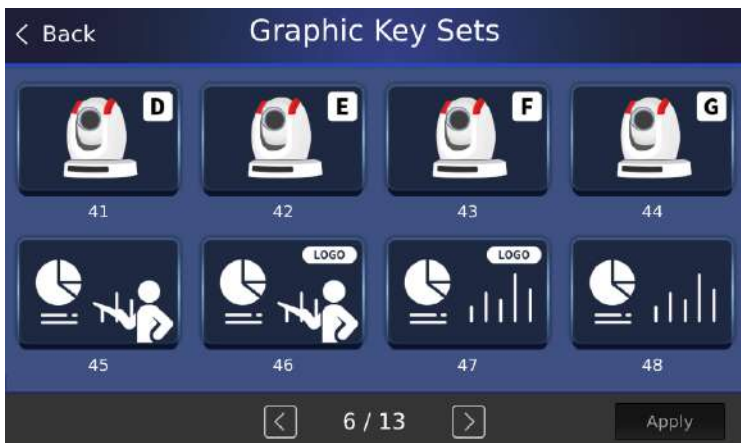 < Back
Graphic Key Sets
D
E
F
G
41
42
43
44
LOGO
LOGO
45
46
47
48
<
6 / 13
>
Apply